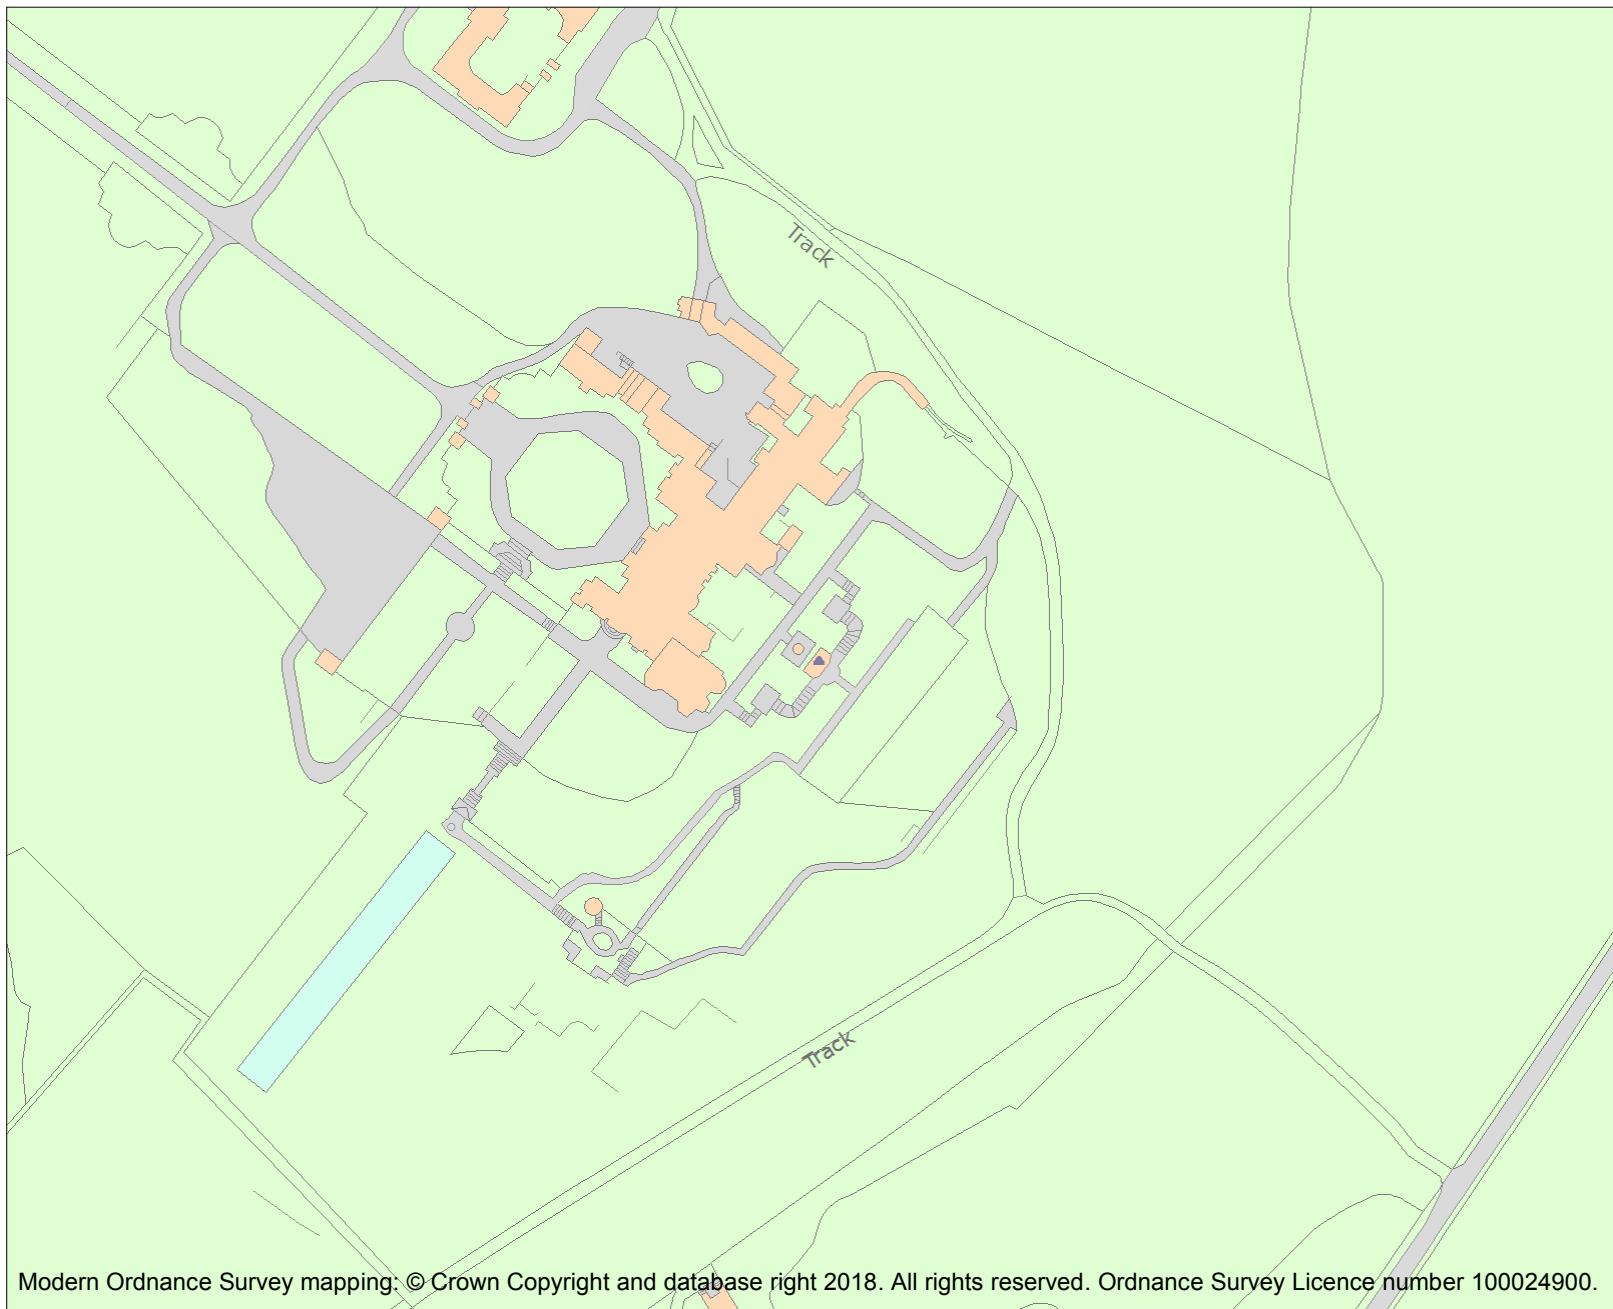 Track
Track
Modern Ordnance Survey mapping: © Crown Copyright and database right 2018. All rights reserved. Ordnance Survey Licence number 100024900.